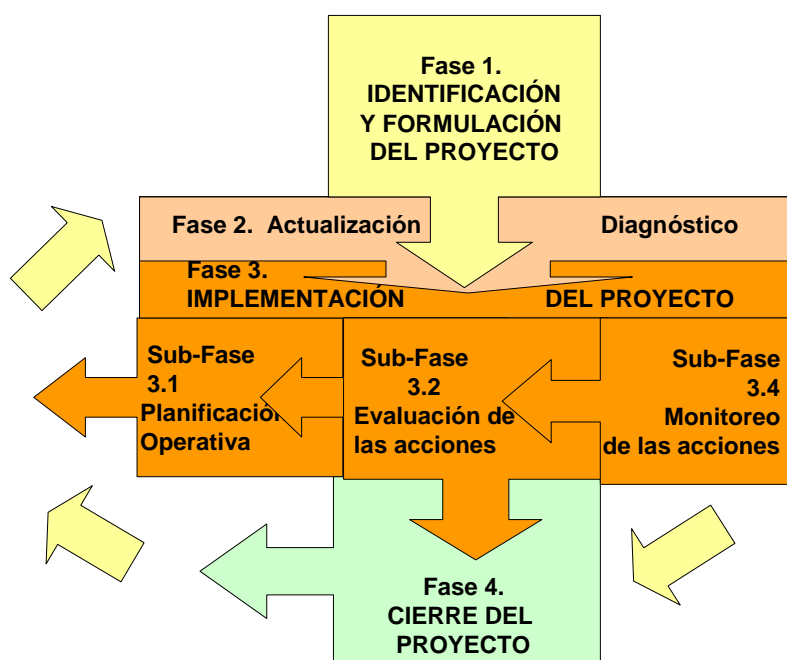 Fase 1.
IDENTIFICACIÓN
Y FORMULACIÓN
DEL PROYECTO
Fase 2. Actualización Diagnóstico
Fase 3.
IMPLEMENTACIÓN DEL PROYECTO
Sub-Fase
3.1
Planificación
Operativa
Sub-Fase
3.2
Evaluación de
las acciones
Sub-Fase
3.4
Monitoreo
de las acciones
Fase 4.
CIERRE DEL
PROYECTO